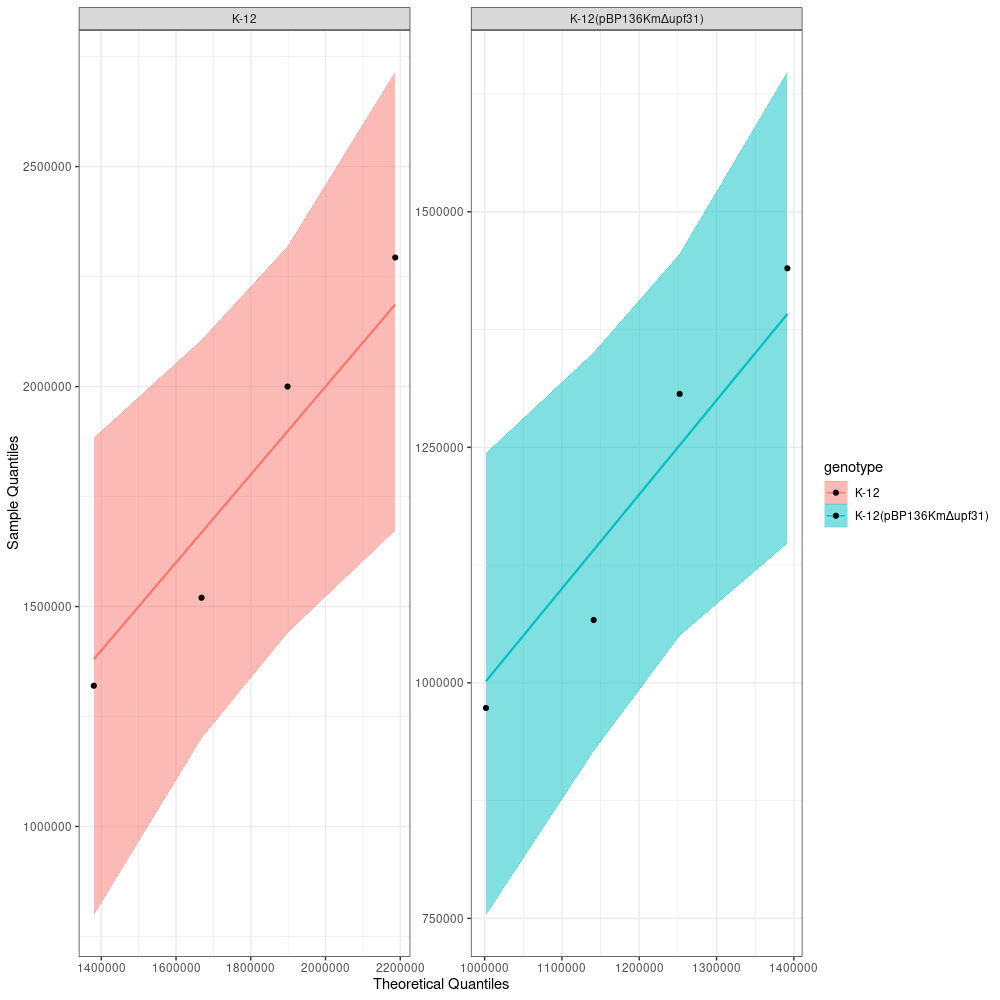 K-12
K-12(pBP136KmΔupf31)
Sample Quantiles
2500000
2000000
1500000
1000000
1500000
1250000
1000000
750000
1400000 1600000 1800000 2000000 2200000
1000000 1100000 1200000 1300000 1400000
Theoretical Quantiles
genotype
K-12
K-12(pBP136KmΔupf31)